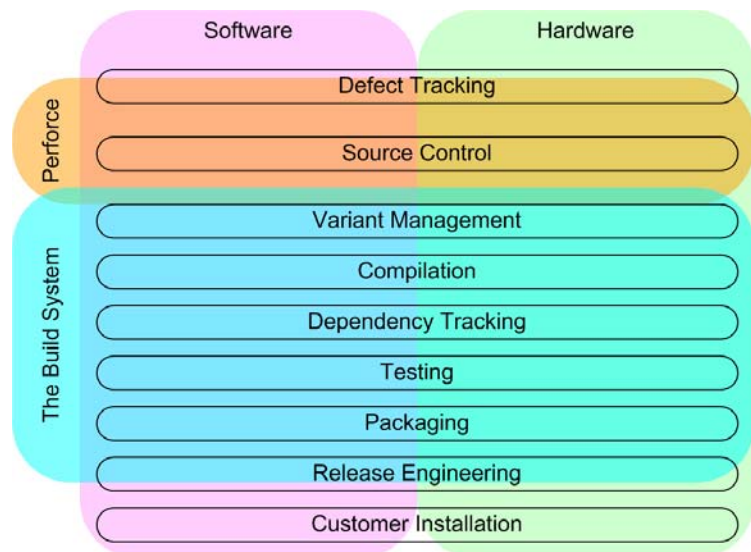 Software
Hardware
Perforce
Defect Tracking
Source Control
The Build System
Variant Management
Compilation
Dependency Tracking
Testing
Packaging
Release Engineering
Customer Installation